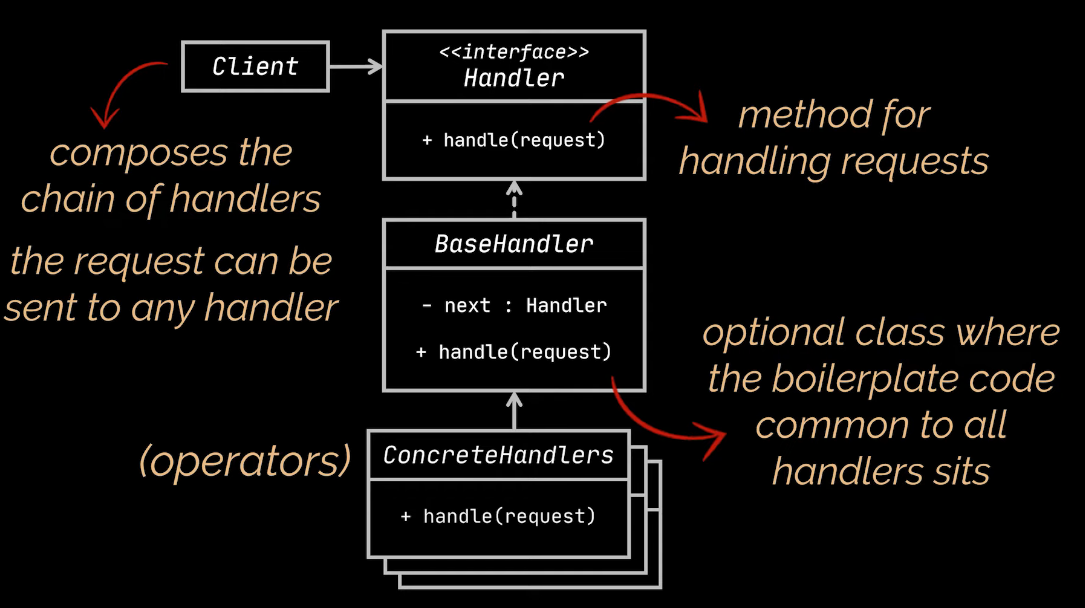 Client
<<interface>>
Handler
+ handle(request)
method for
handling requests
composes the
chain of handlers
the request can be
sent to any handler
BaseHandler
- next : Handler
+ handle(request)
optional class where
the boilerplate code
common to all
handlers sits
(operators)
ConcreteHandlers
+ handle(request)